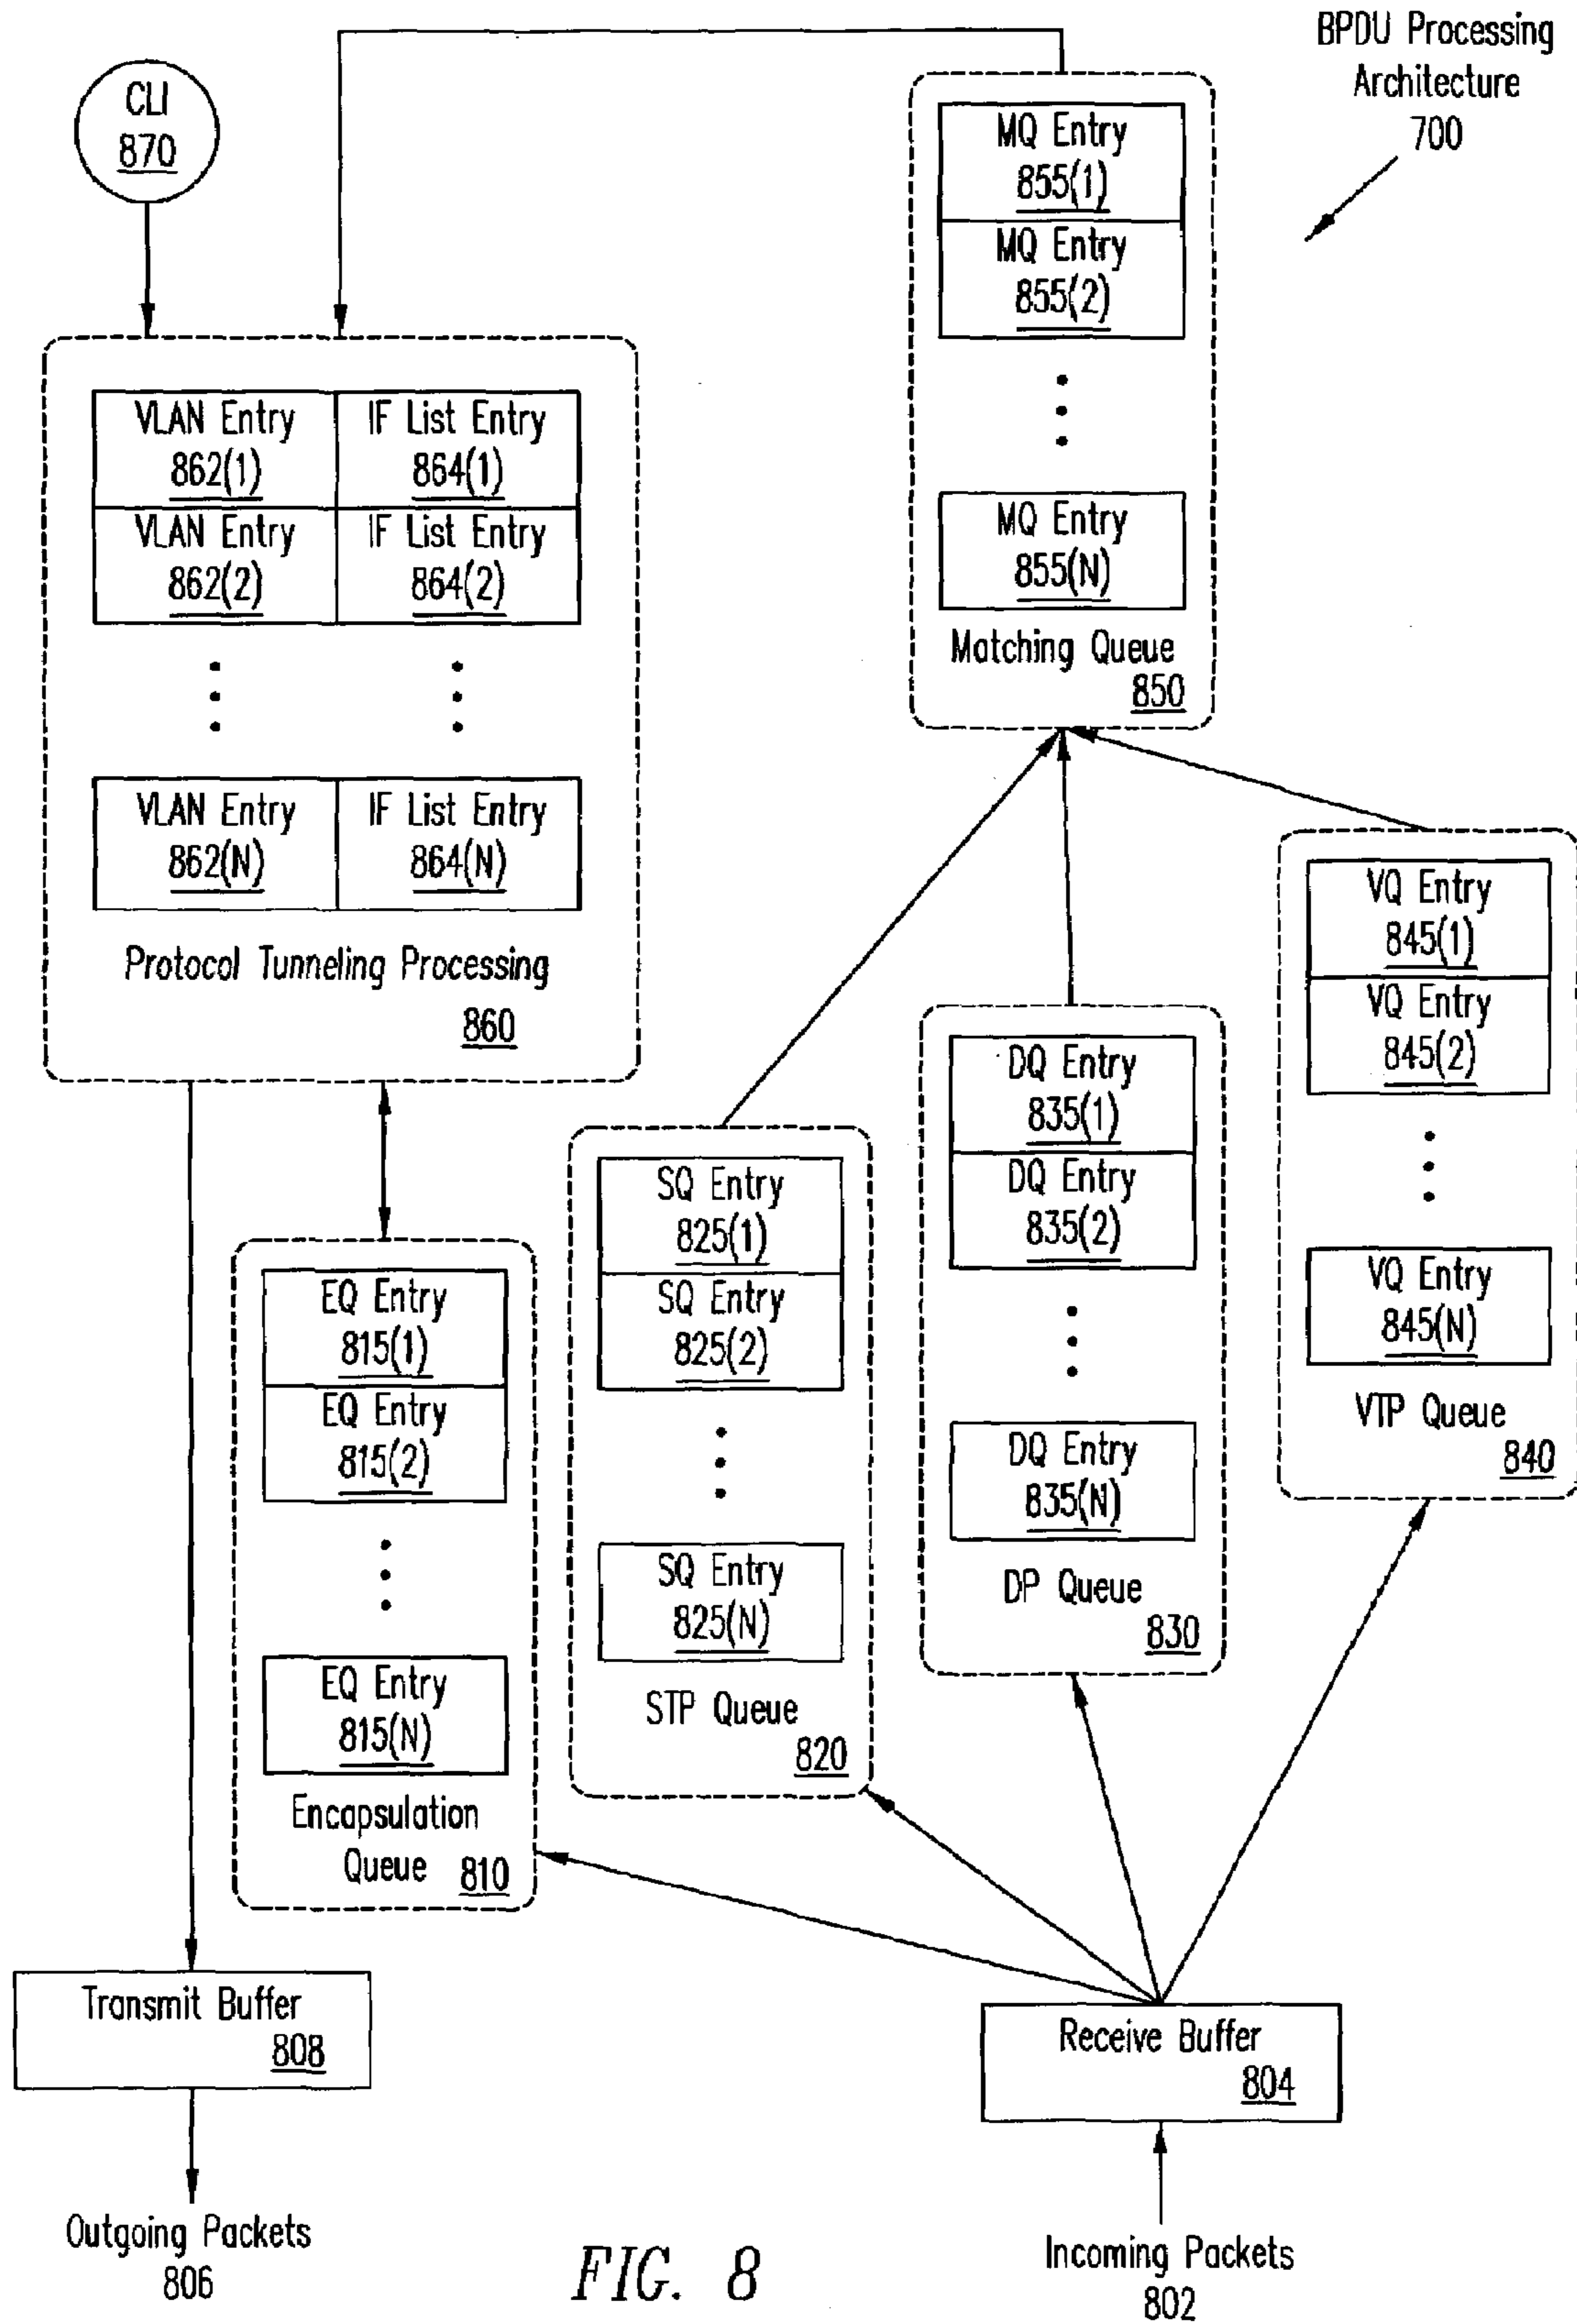 BPDU Processing
Architecture
700
CLI
870
MQ Entry
855(1)
MQ Entry
855(2)
MQ Entry
855(N)
Matching Queue
850
VLAN Entry
862(1)
IF List Entry
864(1)
VLAN Entry
862(2)
IF List Entry
864(2)
VLAN Entry
862(N)
IF List Entry
864(N)
Protocol Tunneling Processing
860
VQ Entry
845(1)
VQ Entry
845(2)
VQ Entry
845(N)
VTP Queue
840
DQ Entry
835(1)
DQ Entry
835(2)
DQ Entry
835(N)
DP Queue
830
SQ Entry
825(1)
SQ Entry
825(2)
SQ Entry
825(N)
STP Queue
820
EQ Entry
815(1)
EQ Entry
815(2)
EQ Entry
815(N)
Encapsulation
Queue 810
Transmit Buffer
808
Receive Buffer
804
Outgoing Packets
806
Incoming Packets
802
FIG. 8